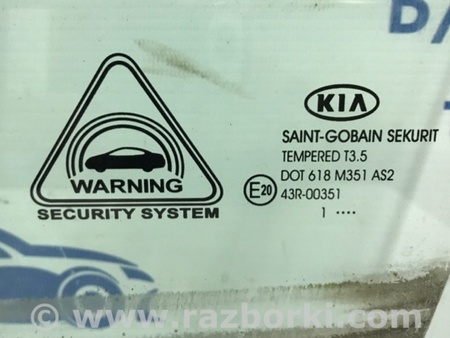 KIA
SAINT-GOBAIN SEKURIT
TEMPERED T3.5
DOT 618 M351 AS2
E20 43R-00351
1 ....
WARNING
SECURITY SYSTEM
www.razborki.com